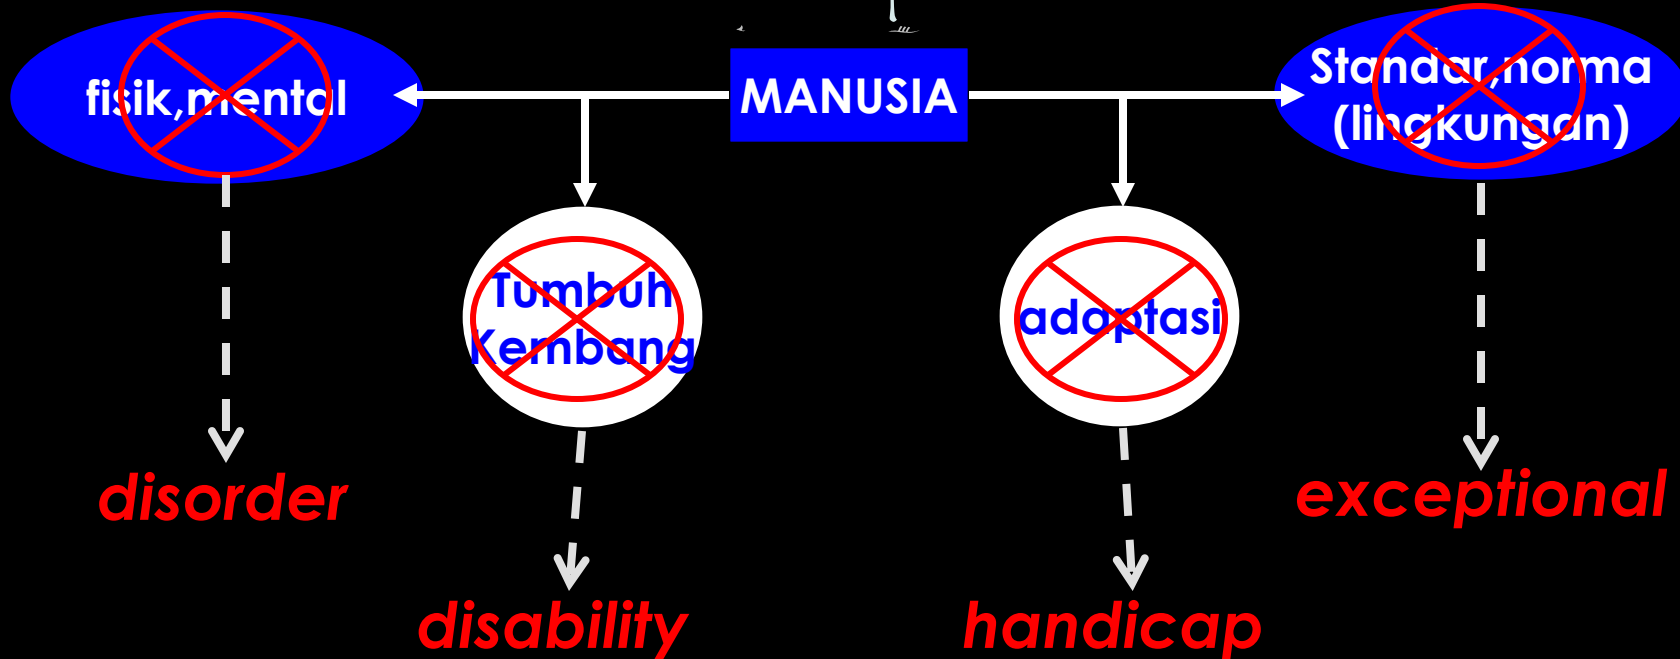 fisik,mental
MANUSIA
Standar,norma
(lingkungan)
Tumbuh
Kembang
adaptasi
disorder
exceptional
disability
handicap